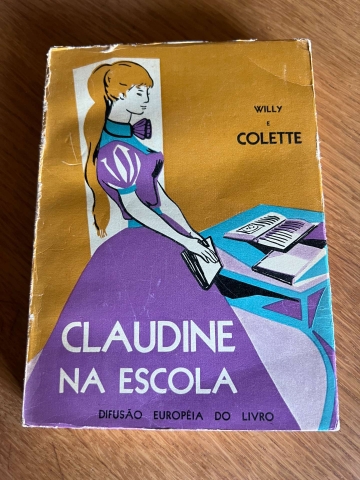 WILLY
E
COLETTE
CLAUDINE
NA ESCOLA
DIFUSÃO EUROPÉIA DO LIVRO